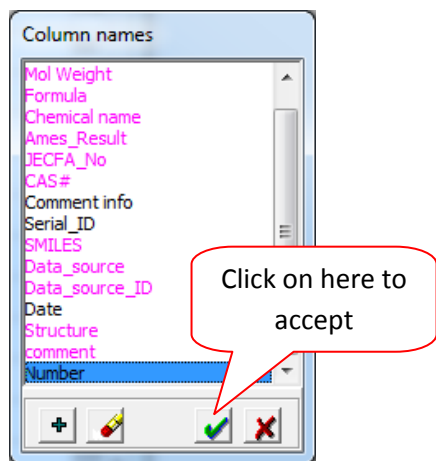 Column names
Mol Weight
Formula
Chemical name
Ames_Result
JECFA_No
CAS#
Comment info
Serial_ID
SMILES
Data_source
Data_source_ID
Date
Structure
comment
Number
Click on here to
accept